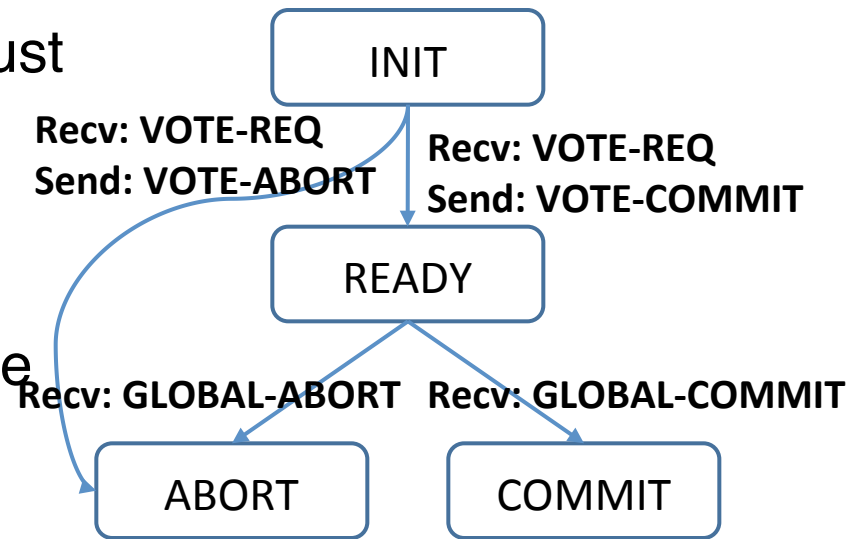 INIT
Recv: VOTE-REQ
Send: VOTE-ABORT
Recv: VOTE-REQ
Send: VOTE-COMMIT
READY
Recv: GLOBAL-ABORT
Recv: GLOBAL-COMMIT
ABORT
COMMIT